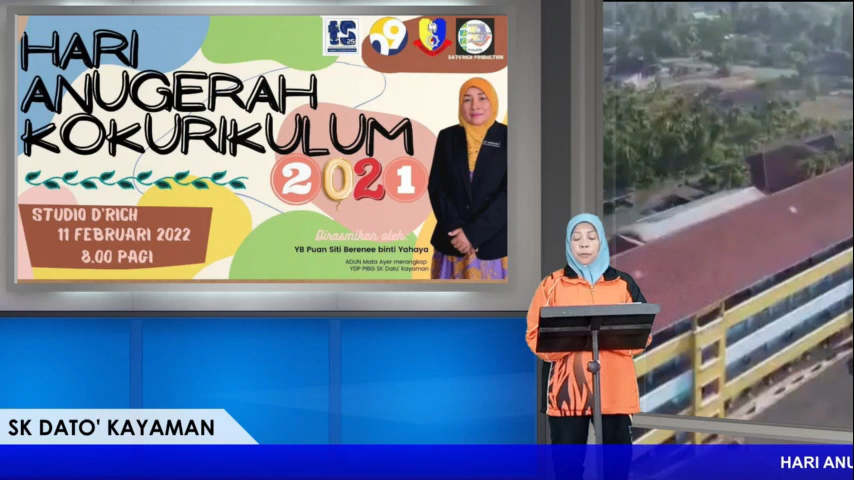 HARI
ANUGERAH
KOKURIKULUM
2021
STUDIO D'RICH
11 FEBRUARI 2022
8.00 PAGI
Dirasmikan oleh:
YB Puan Siti Berenee binti Yahaya
ADUN Mata Ayer merangkap
YDP PIBG SK Dato' Kayaman
SK DATO' KAYAMAN
HARI ANU